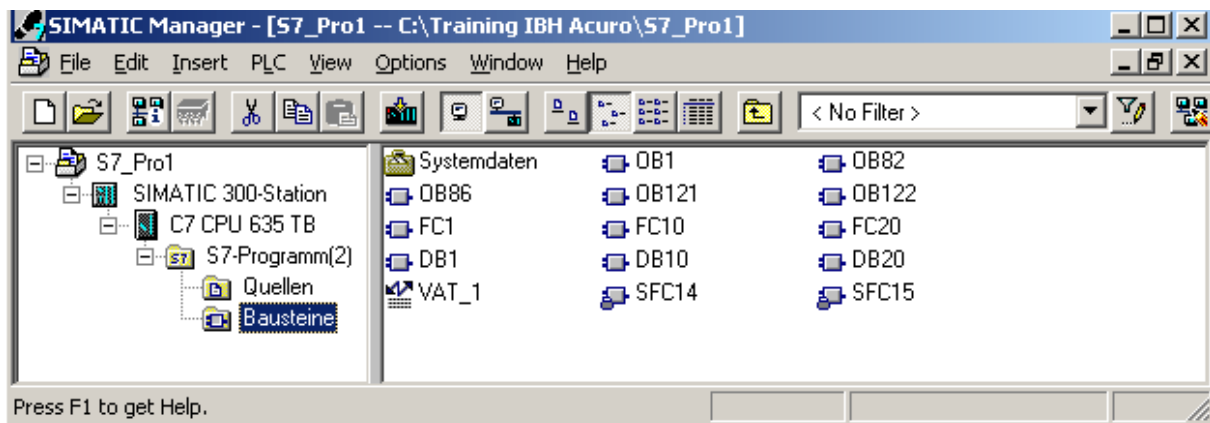 SIMATIC Manager - [S7_Pro1 -- C:\Training IBH Acuro\S7_Pro1]
File Edit Insert PLC View Options Window Help
< No Filter >
S7_Pro1
SIMATIC 300-Station
C7 CPU 635 TB
S7-Programm(2)
Quellen
Bausteine
Systemdaten OB1 OB82
OB86 OB121 OB122
FC1 FC10 FC20
DB1 DB10 DB20
VAT_1 SFC14 SFC15
Press F1 to get Help.